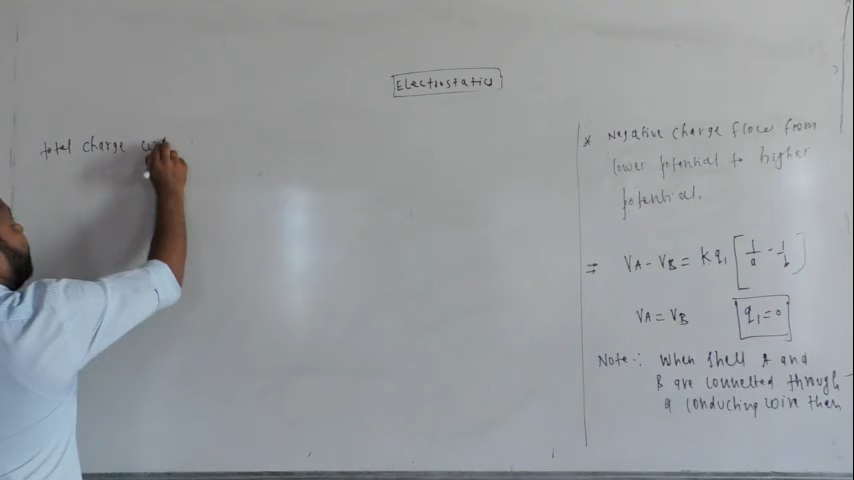 Electrostatics
total charge
* Negative charge flow from
lower potential to higher
potential.
⇒ VA - VB = Kq1 [1/a - 1/b]
VA = VB q1 = 0
Note:: When shell A and
B are connected through
a conducting wire then